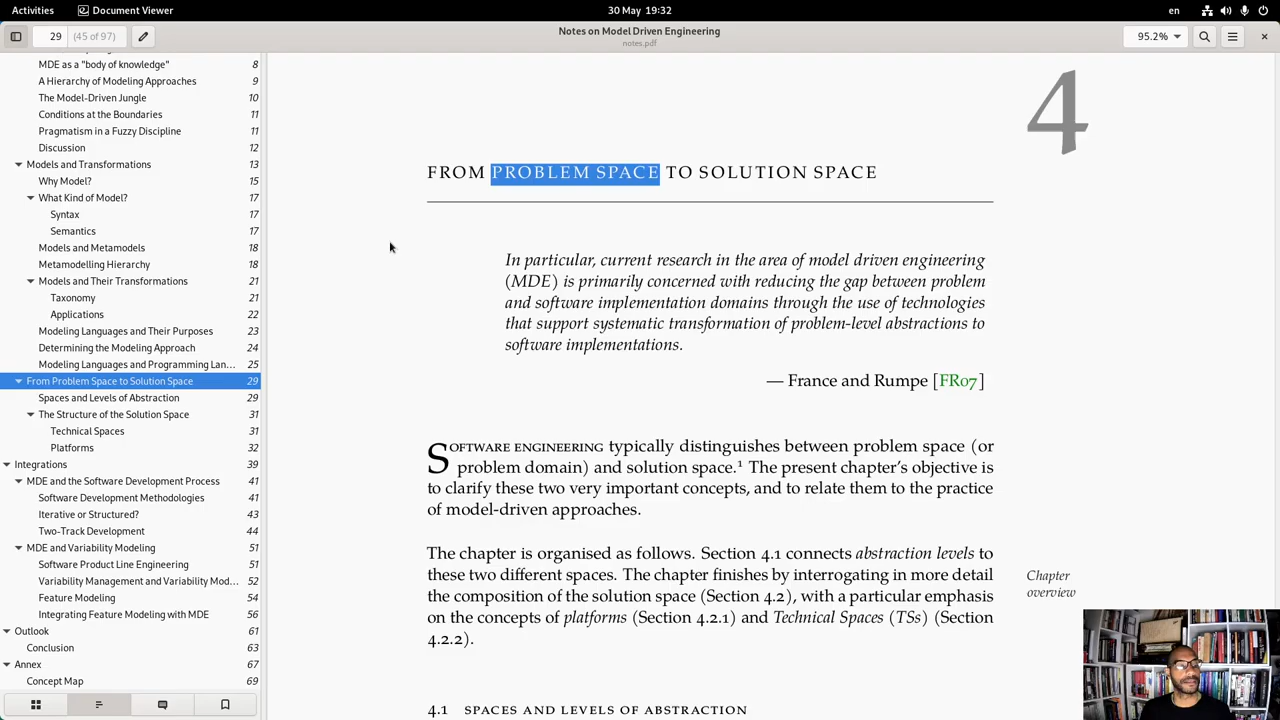 Activities
Document Viewer
30 May 19:32
en
29
(45 of 97)
Notes on Model Driven Engineering
notes.pdf
95.2%
MDE as a "body of knowledge" 8
A Hierarchy of Modeling Approaches 9
The Model-Driven Jungle 10
Conditions at the Boundaries 11
Pragmatism in a Fuzzy Discipline 11
Discussion 12
Models and Transformations 13
Why Model? 15
What Kind of Model? 17
Syntax 17
Semantics 17
Models and Metamodels 18
Metamodelling Hierarchy 18
Models and Their Transformations 21
Taxonomy 21
Applications 22
Modeling Languages and Their Purposes 23
Determining the Modeling Approach 24
Modeling Languages and Programming Lan... 25
From Problem Space to Solution Space 29
Spaces and Levels of Abstraction 29
The Structure of the Solution Space 31
Technical Spaces 31
Platforms 32
Integrations 39
MDE and the Software Development Process 41
Software Development Methodologies 41
Iterative or Structured? 43
Two-Track Development 44
MDE and Variability Modeling 51
Software Product Line Engineering 51
Variability Management and Variability Mod... 52
Feature Modeling 54
Integrating Feature Modeling with MDE 56
Outlook 61
Conclusion 63
Annex 67
Concept Map 69
4
FROM PROBLEM SPACE TO SOLUTION SPACE
In particular, current research in the area of model driven engineering
(MDE) is primarily concerned with reducing the gap between problem
and software implementation domains through the use of technologies
that support systematic transformation of problem-level abstractions to
software implementations.
— France and Rumpe [FR07]
SOFTWARE ENGINEERING typically distinguishes between problem space (or
problem domain) and solution space.¹ The present chapter's objective is
to clarify these two very important concepts, and to relate them to the practice
of model-driven approaches.
The chapter is organised as follows. Section 4.1 connects abstraction levels to
these two different spaces. The chapter finishes by interrogating in more detail
the composition of the solution space (Section 4.2), with a particular emphasis
on the concepts of platforms (Section 4.2.1) and Technical Spaces (TSs) (Section
4.2.2).
Chapter
overview
4.1 SPACES AND LEVELS OF ABSTRACTION